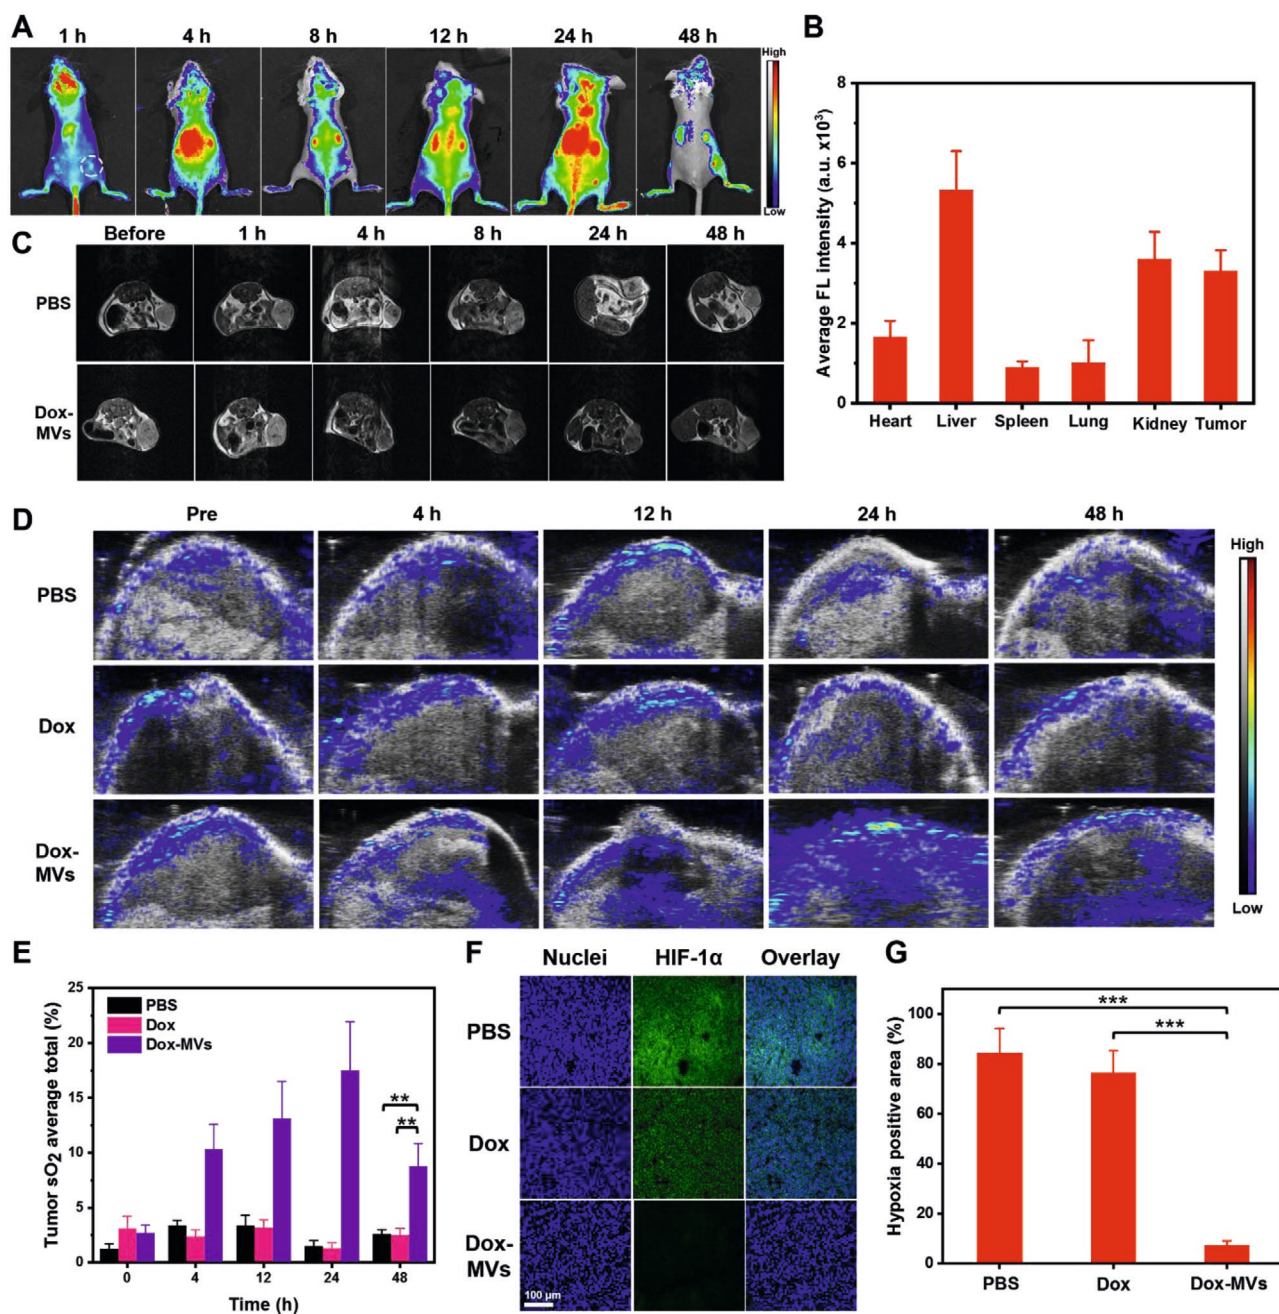 A
1 h 4 h 8 h 12 h 24 h 48 h
High
Low
B
Average FL intensity (a.u. x10³)
8
6
4
2
0
Heart Liver Spleen Lung Kidney Tumor
C
Before 1 h 4 h 8 h 24 h 48 h
PBS
Dox-
MVs
D
Pre 4 h 12 h 24 h 48 h
PBS
Dox
Dox-
MVs
High
Low
E
Tumor sO₂ average total (%)
25
20
15
10
5
0
PBS
Dox
Dox-MVs
**
**
0 4 12 24 48
Time (h)
F
Nuclei HIF-1α Overlay
PBS
Dox
Dox-
MVs
100 µm
G
Hypoxia positive area (%)
100
80
60
40
20
0
***
***
PBS Dox Dox-MVs